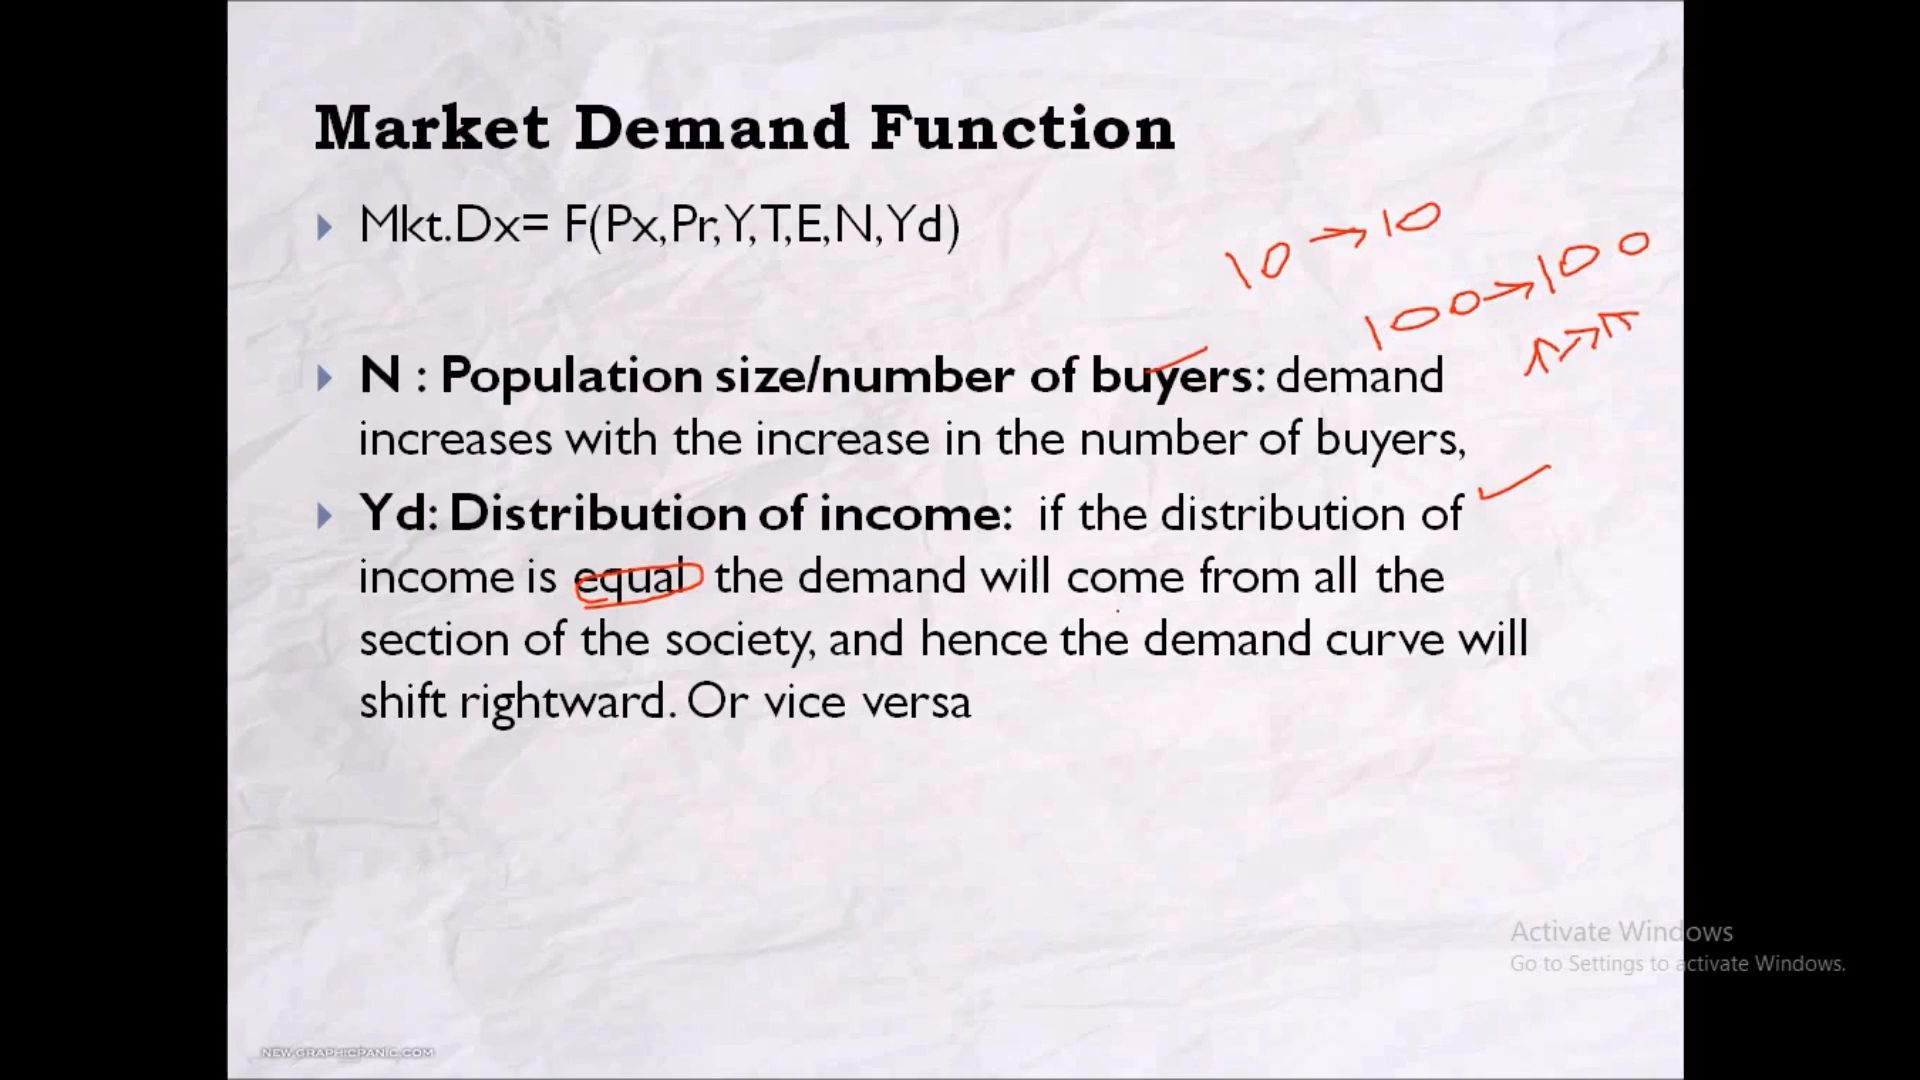 Market Demand Function
Mkt.Dx= F(Px,Pr,Y,T,E,N,Yd)
10 → 10
100 → 100
N : Population size/number of buyers: demand
increases with the increase in the number of buyers,
Yd: Distribution of income: if the distribution of
income is equal the demand will come from all the
section of the society, and hence the demand curve will
shift rightward. Or vice versa
Activate Windows
Go to Settings to activate Windows.
NEW.GRAPHICPANIC.COM